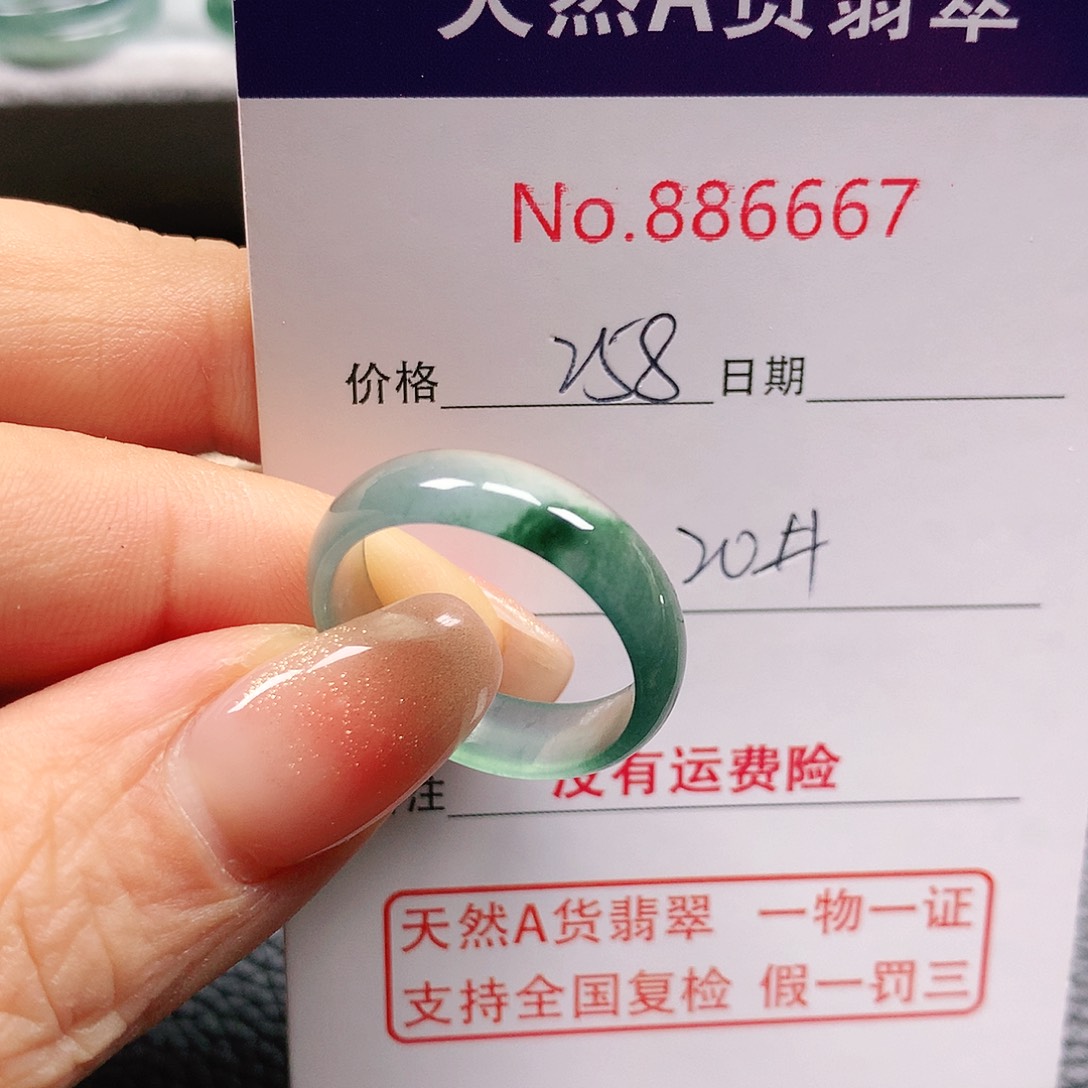 天然A货翡翠
No.886667
价格 258 日期
20#
注 没有运费险
天然A货翡翠 一物一证
支持全国复检 假一罚三